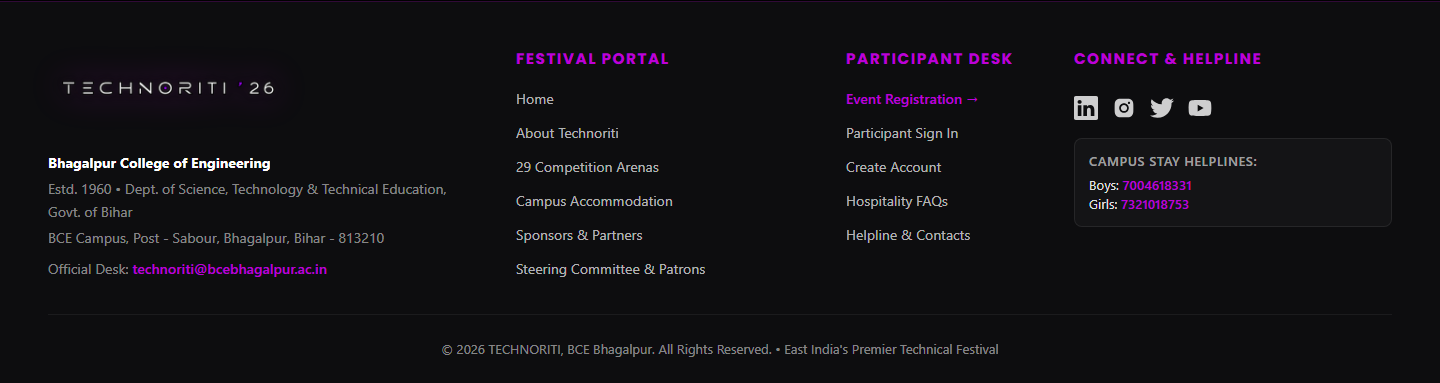 TECHNORITI '26
Bhagalpur College of Engineering
Estd. 1960 • Dept. of Science, Technology & Technical Education,
Govt. of Bihar
BCE Campus, Post - Sabour, Bhagalpur, Bihar - 813210
Official Desk: technoriti@bcebhagalpur.ac.in
FESTIVAL PORTAL
Home
About Technoriti
29 Competition Arenas
Campus Accommodation
Sponsors & Partners
Steering Committee & Patrons
PARTICIPANT DESK
Event Registration →
Participant Sign In
Create Account
Hospitality FAQs
Helpline & Contacts
CONNECT & HELPLINE
in
CAMPUS STAY HELPLINES:
Boys: 7004618331
Girls: 7321018753
© 2026 TECHNORITI, BCE Bhagalpur. All Rights Reserved. • East India's Premier Technical Festival